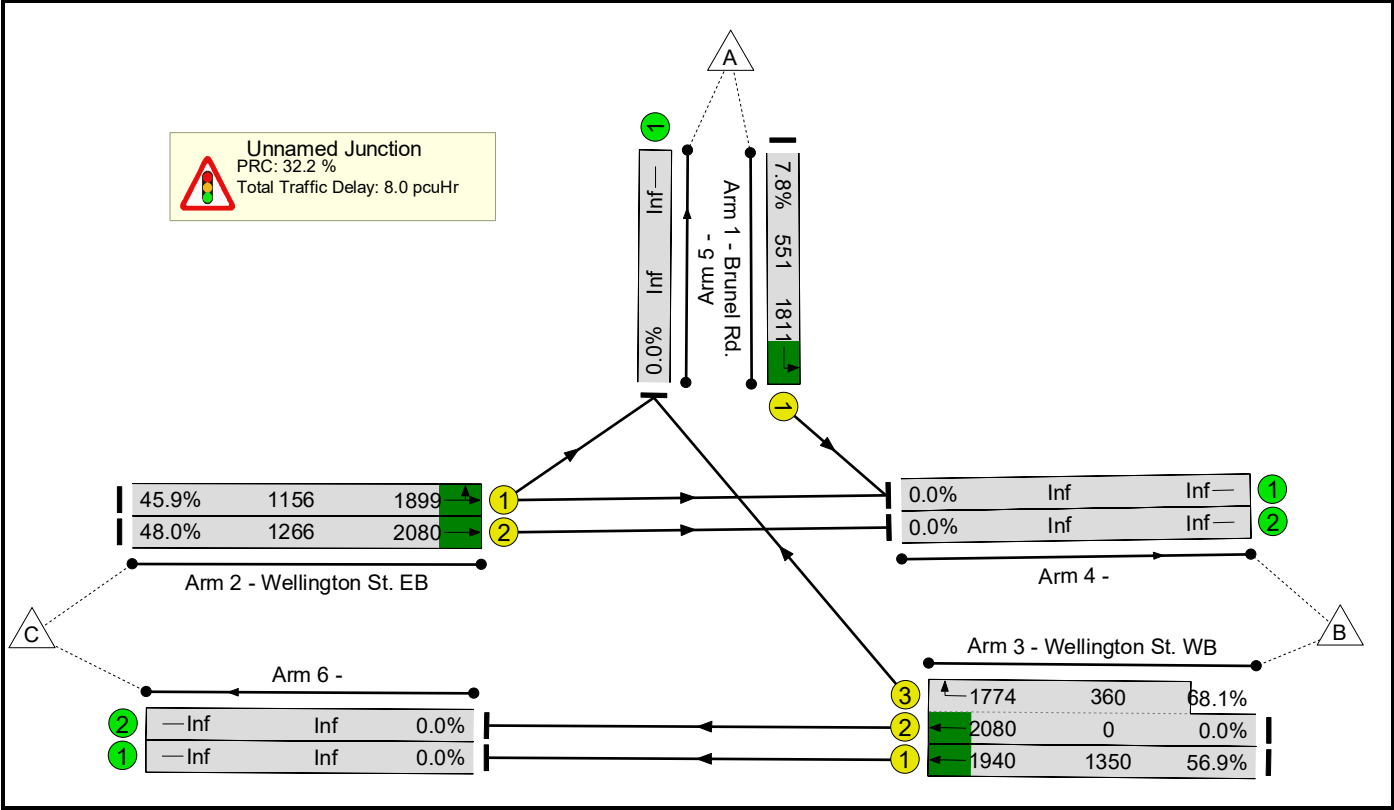 A
1
Unnamed Junction
PRC: 32.2 %
Total Traffic Delay: 8.0 pcuHr
0.0% Inf Inf
Arm 5 -
Arm 1 - Brunel Rd.
7.8% 551 1811
1
45.9% 1156 1899 1
48.0% 1266 2080 2
Arm 2 - Wellington St. EB
0.0% Inf Inf 1
0.0% Inf Inf 2
Arm 4 -
C
B
Arm 6 -
2 Inf Inf 0.0%
1 Inf Inf 0.0%
Arm 3 - Wellington St. WB
3 1774 360 68.1%
2 2080 0 0.0%
1 1940 1350 56.9%